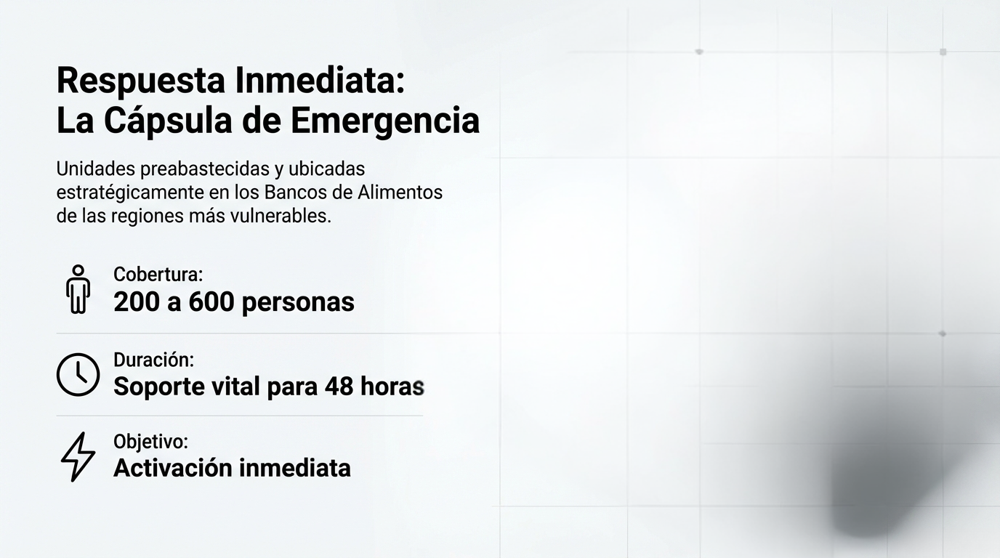 Respuesta Inmediata:
La Cápsula de Emergencia
Unidades preabastecidas y ubicadas
estratégicamente en los Bancos de Alimentos
de las regiones más vulnerables.
Cobertura:
200 a 600 personas
Duración:
Soporte vital para 48 horas
Objetivo:
Activación inmediata